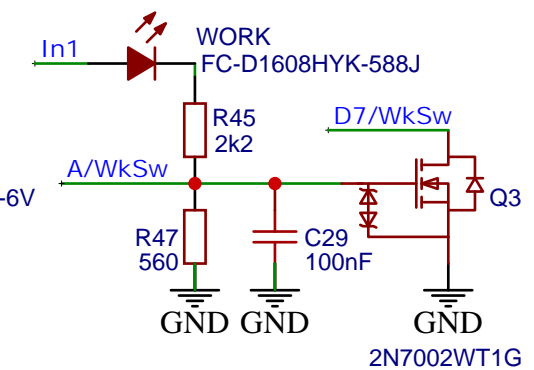 WORK
In1
FC-D1608HYK-588J
R45
2k2
D7/WkSw
A/WkSw
-6V
Q3
R47
560
C29
100nF
GND
GND
GND
2N7002WT1G